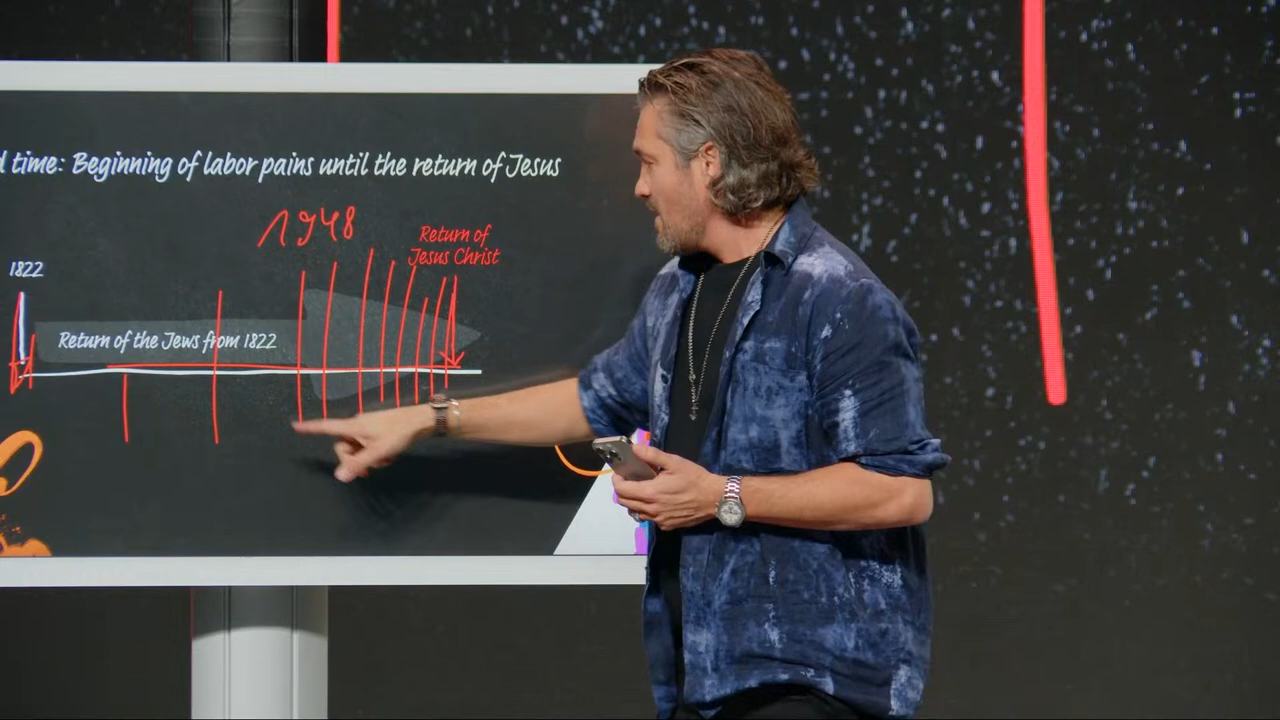 d time: Beginning of labor pains until the return of Jesus
1948
Return of
Jesus Christ
1822
Return of the Jews from 1822